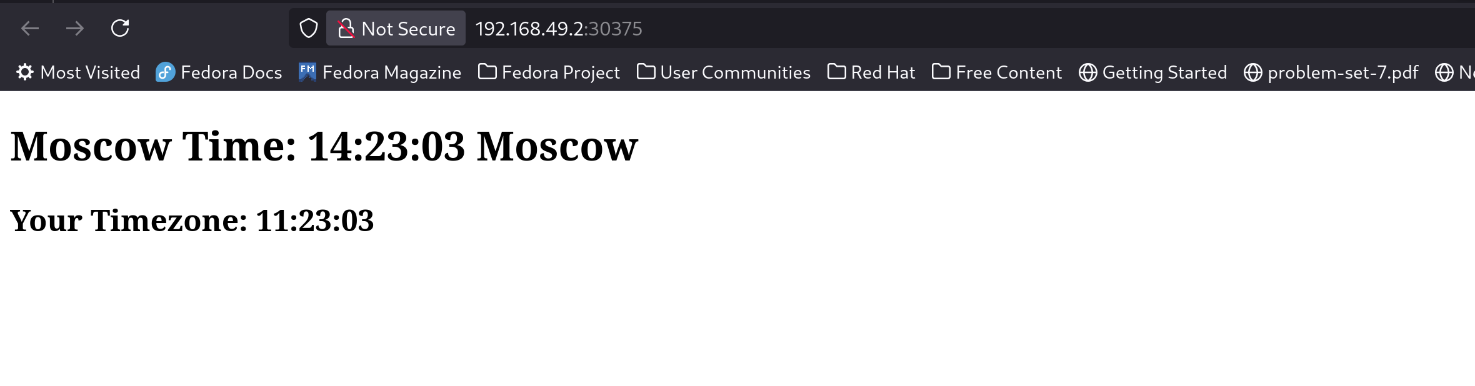 Not Secure 192.168.49.2:30375
Most Visited Fedora Docs FM Fedora Magazine Fedora Project User Communities Red Hat Free Content Getting Started problem-set-7.pdf
Moscow Time: 14:23:03 Moscow
Your Timezone: 11:23:03